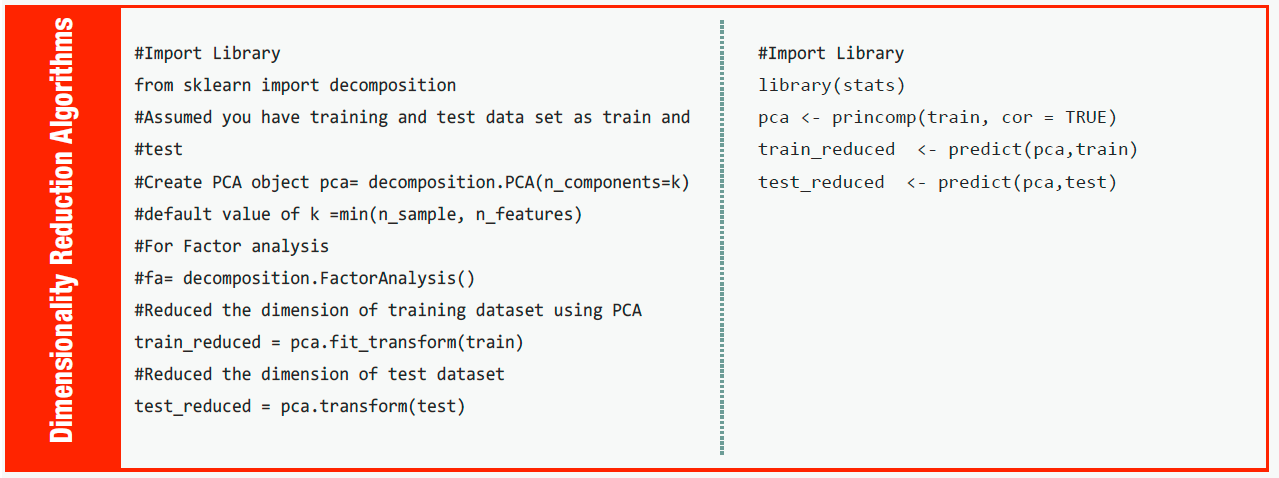 Dimensionality Reduction Algorithms
#Import Library
from sklearn import decomposition
#Assumed you have training and test data set as train and
#test
#Create PCA object pca= decomposition.PCA(n_components=k)
#default value of k =min(n_sample, n_features)
#For Factor analysis
#fa= decomposition.FactorAnalysis()
#Reduced the dimension of training dataset using PCA
train_reduced = pca.fit_transform(train)
#Reduced the dimension of test dataset
test_reduced = pca.transform(test)
#Import Library
library(stats)
pca <- princomp(train, cor = TRUE)
train_reduced  <- predict(pca,train)
test_reduced  <- predict(pca,test)